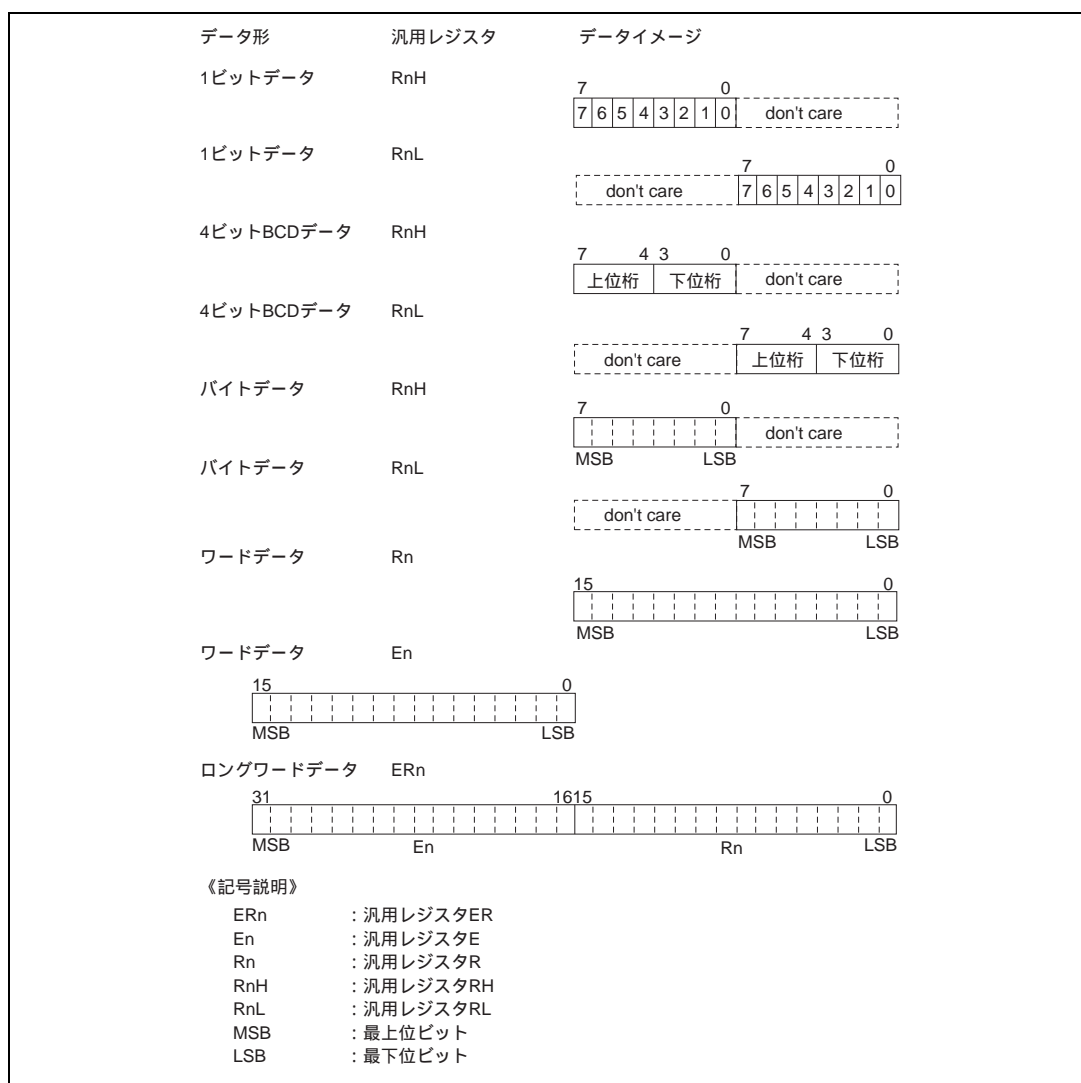 データ形 汎用レジスタ データイメージ
1ビットデータ RnH
7 0
7 6 5 4 3 2 1 0 don't care
1ビットデータ RnL
7 0
don't care 7 6 5 4 3 2 1 0
4ビットBCDデータ RnH
7 4 3 0
上位桁 下位桁 don't care
4ビットBCDデータ RnL
7 4 3 0
don't care 上位桁 下位桁
バイトデータ RnH
7 0
don't care
MSB LSB
バイトデータ RnL
7 0
don't care
MSB LSB
ワードデータ Rn
15 0
MSB LSB
ワードデータ En
15 0
MSB LSB
ロングワードデータ ERn
31 16 15 0
MSB En Rn LSB
《記号説明》
ERn :汎用レジスタER
En :汎用レジスタE
Rn :汎用レジスタR
RnH :汎用レジスタRH
RnL :汎用レジスタRL
MSB :最上位ビット
LSB :最下位ビット